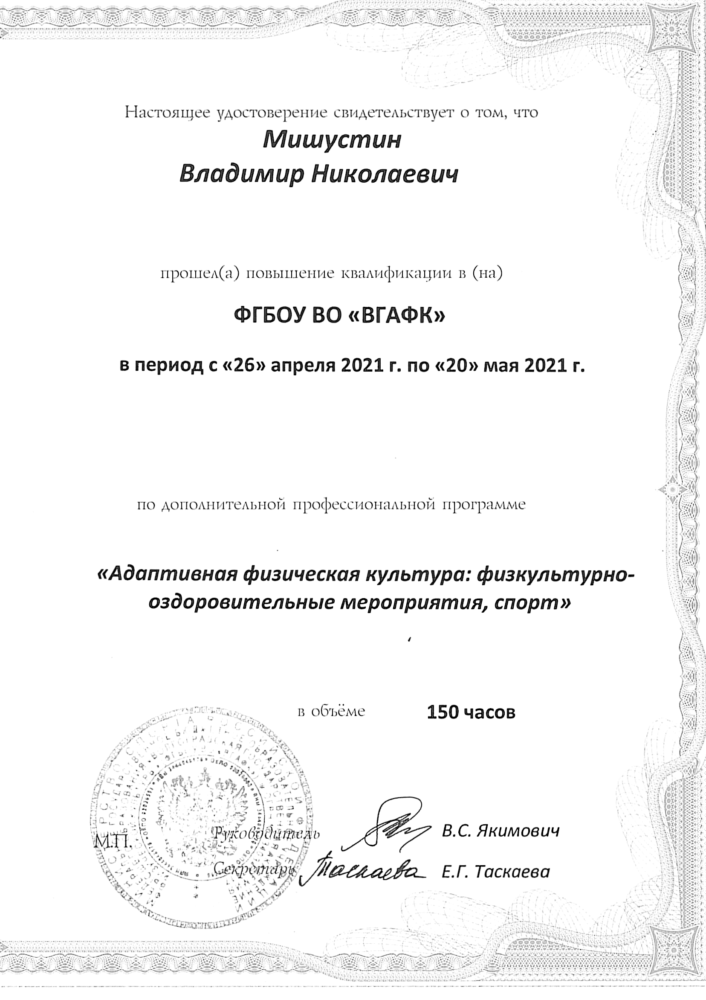 Настоящее удостоверение свидетельствует о том, что
Мишустин
Владимир Николаевич
прошел(а) повышение квалификации в (на)
ФГБОУ ВО «ВГАФК»
в период с «26» апреля 2021 г. по «20» мая 2021 г.
по дополнительной профессиональной программе
«Адаптивная физическая культура: физкультурно-
оздоровительные мероприятия, спорт»
в объёме 150 часов
М.П.
Руководитель В.С. Якимович
Секретарь Таскаева Е.Г. Таскаева